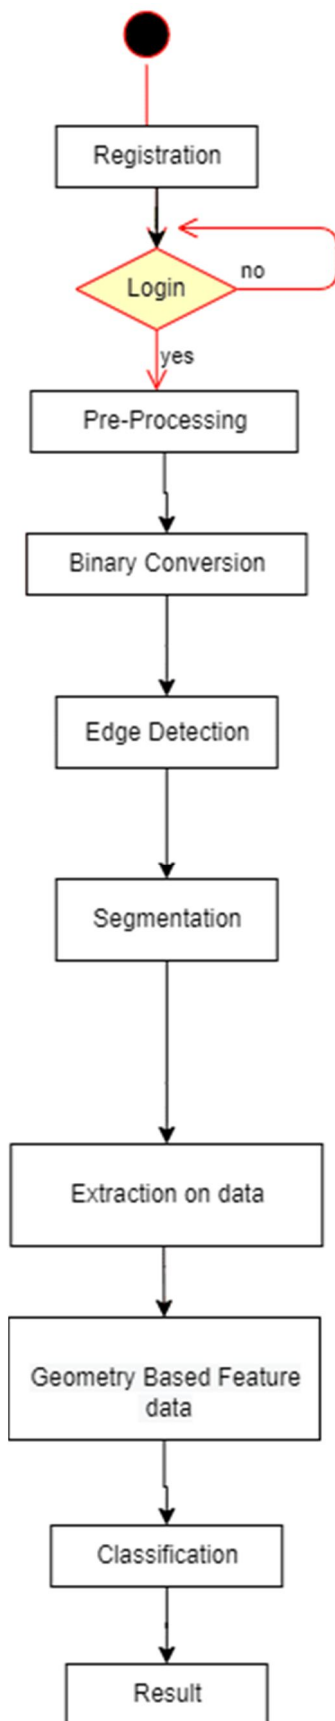 Registration
Login
no
yes
Pre-Processing
Binary Conversion
Edge Detection
Segmentation
Extraction on data
Geometry Based Feature
data
Classification
Result